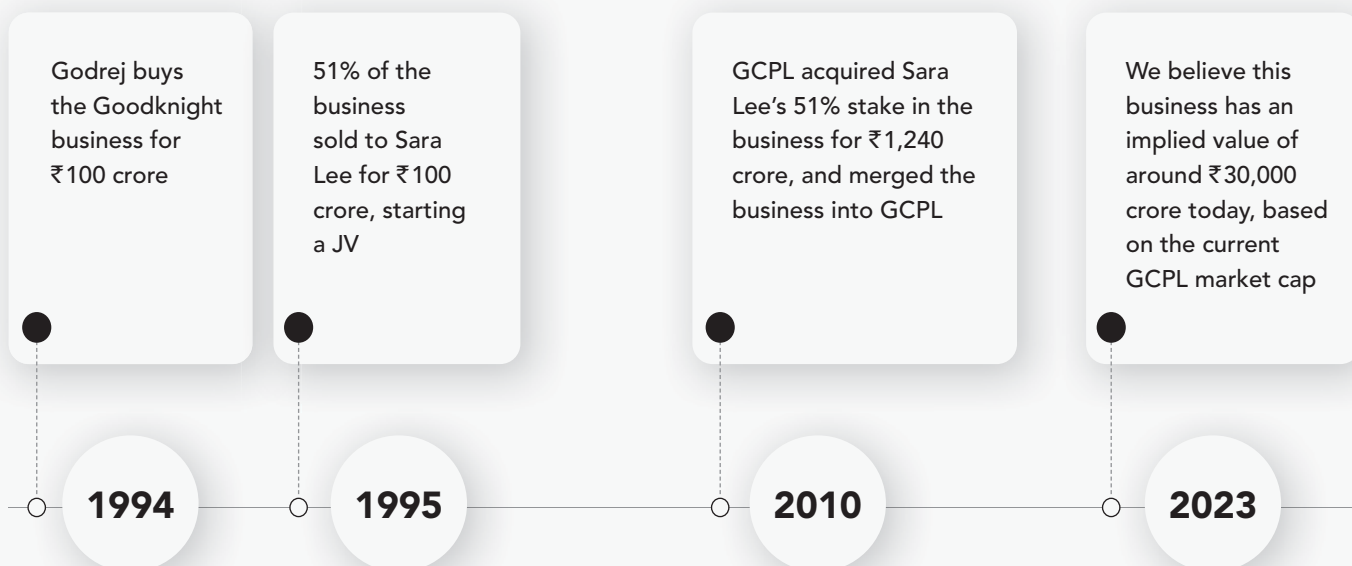 Godrej buys
the Goodknight
business for
₹100 crore
51% of the
business
sold to Sara
Lee for ₹100
crore, starting
a JV
GCPL acquired Sara
Lee’s 51% stake in the
business for ₹1,240
crore, and merged the
business into GCPL
We believe this
business has an
implied value of
around ₹30,000
crore today, based
on the current
GCPL market cap
1994
1995
2010
2023